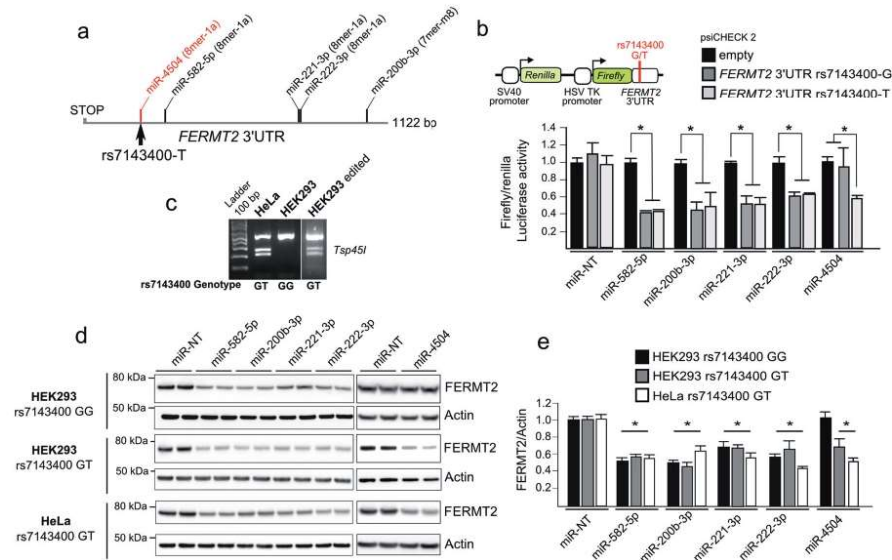 a
miR-4504 (8mer-1a)
miR-582-5p (8mer-1a)
miR-221-3p (8mer-1a)
miR-222-3p (8mer-1a)
miR-200b-3p (7mer-m8)
STOP
FERMT2 3'UTR
1122 bp
rs7143400-T
b
rs7143400
G/T
Renilla
Firefly
SV40
promoter
HSV TK
promoter
FERMT2
3'UTR
psiCHECK 2
empty
FERMT2 3'UTR rs7143400-G
FERMT2 3'UTR rs7143400-T
Firefly/renilla
Luciferase activity
1.4
1.2
1.0
0.8
0.6
0.4
0.2
* * * * *
miR-NT
miR-582-5p
miR-200b-3p
miR-221-3p
miR-222-3p
miR-4504
c
Ladder
100 bp
HeLa
HEK293
HEK293 edited
Tsp45I
rs7143400 Genotype GT GG GT
d
miR-NT
miR-582-5p
miR-200b-3p
miR-221-3p
miR-222-3p
miR-NT
miR-4504
HEK293
rs7143400 GG
80 kDa
50 kDa
FERMT2
Actin
HEK293
rs7143400 GT
80 kDa
50 kDa
FERMT2
Actin
HeLa
rs7143400 GT
80 kDa
50 kDa
FERMT2
Actin
e
HEK293 rs7143400 GG
HEK293 rs7143400 GT
HeLa rs7143400 GT
FERMT2/Actin
1.4
1.2
1.0
0.8
0.6
0.4
0.2
* * * * *
miR-NT
miR-582-5p
miR-200b-3p
miR-221-3p
miR-222-3p
miR-4504